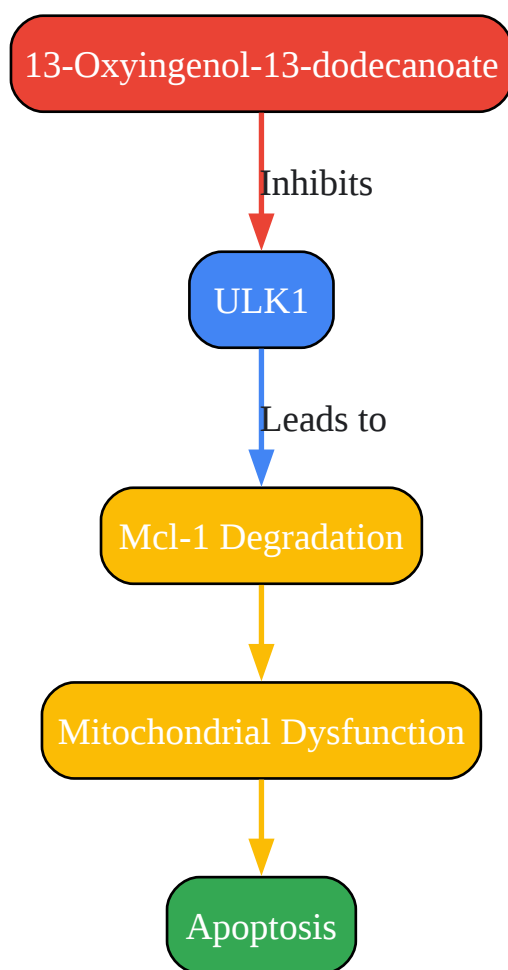 13-Oxyingenol-13-dodecanoate
Inhibits
ULK1
Leads to
Mcl-1 Degradation
Mitochondrial Dysfunction
Apoptosis